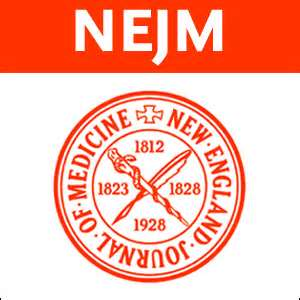 NEJM
NEW · ENGLAND · JOURNAL · OF · MEDICINE
1812
1823 1828
1928